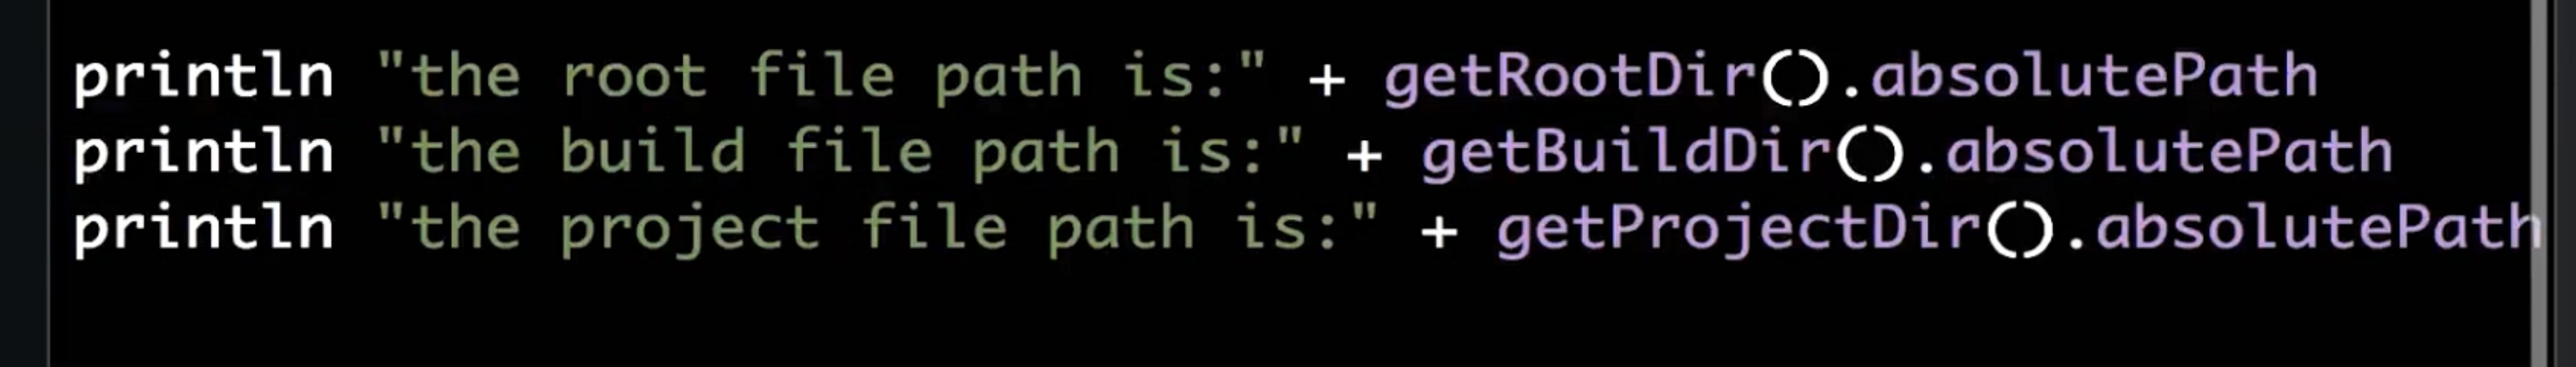 println "the root file path is:" + getRootDir().absolutePath
println "the build file path is:" + getBuildDir().absolutePath
println "the project file path is:" + getProjectDir().absolutePath